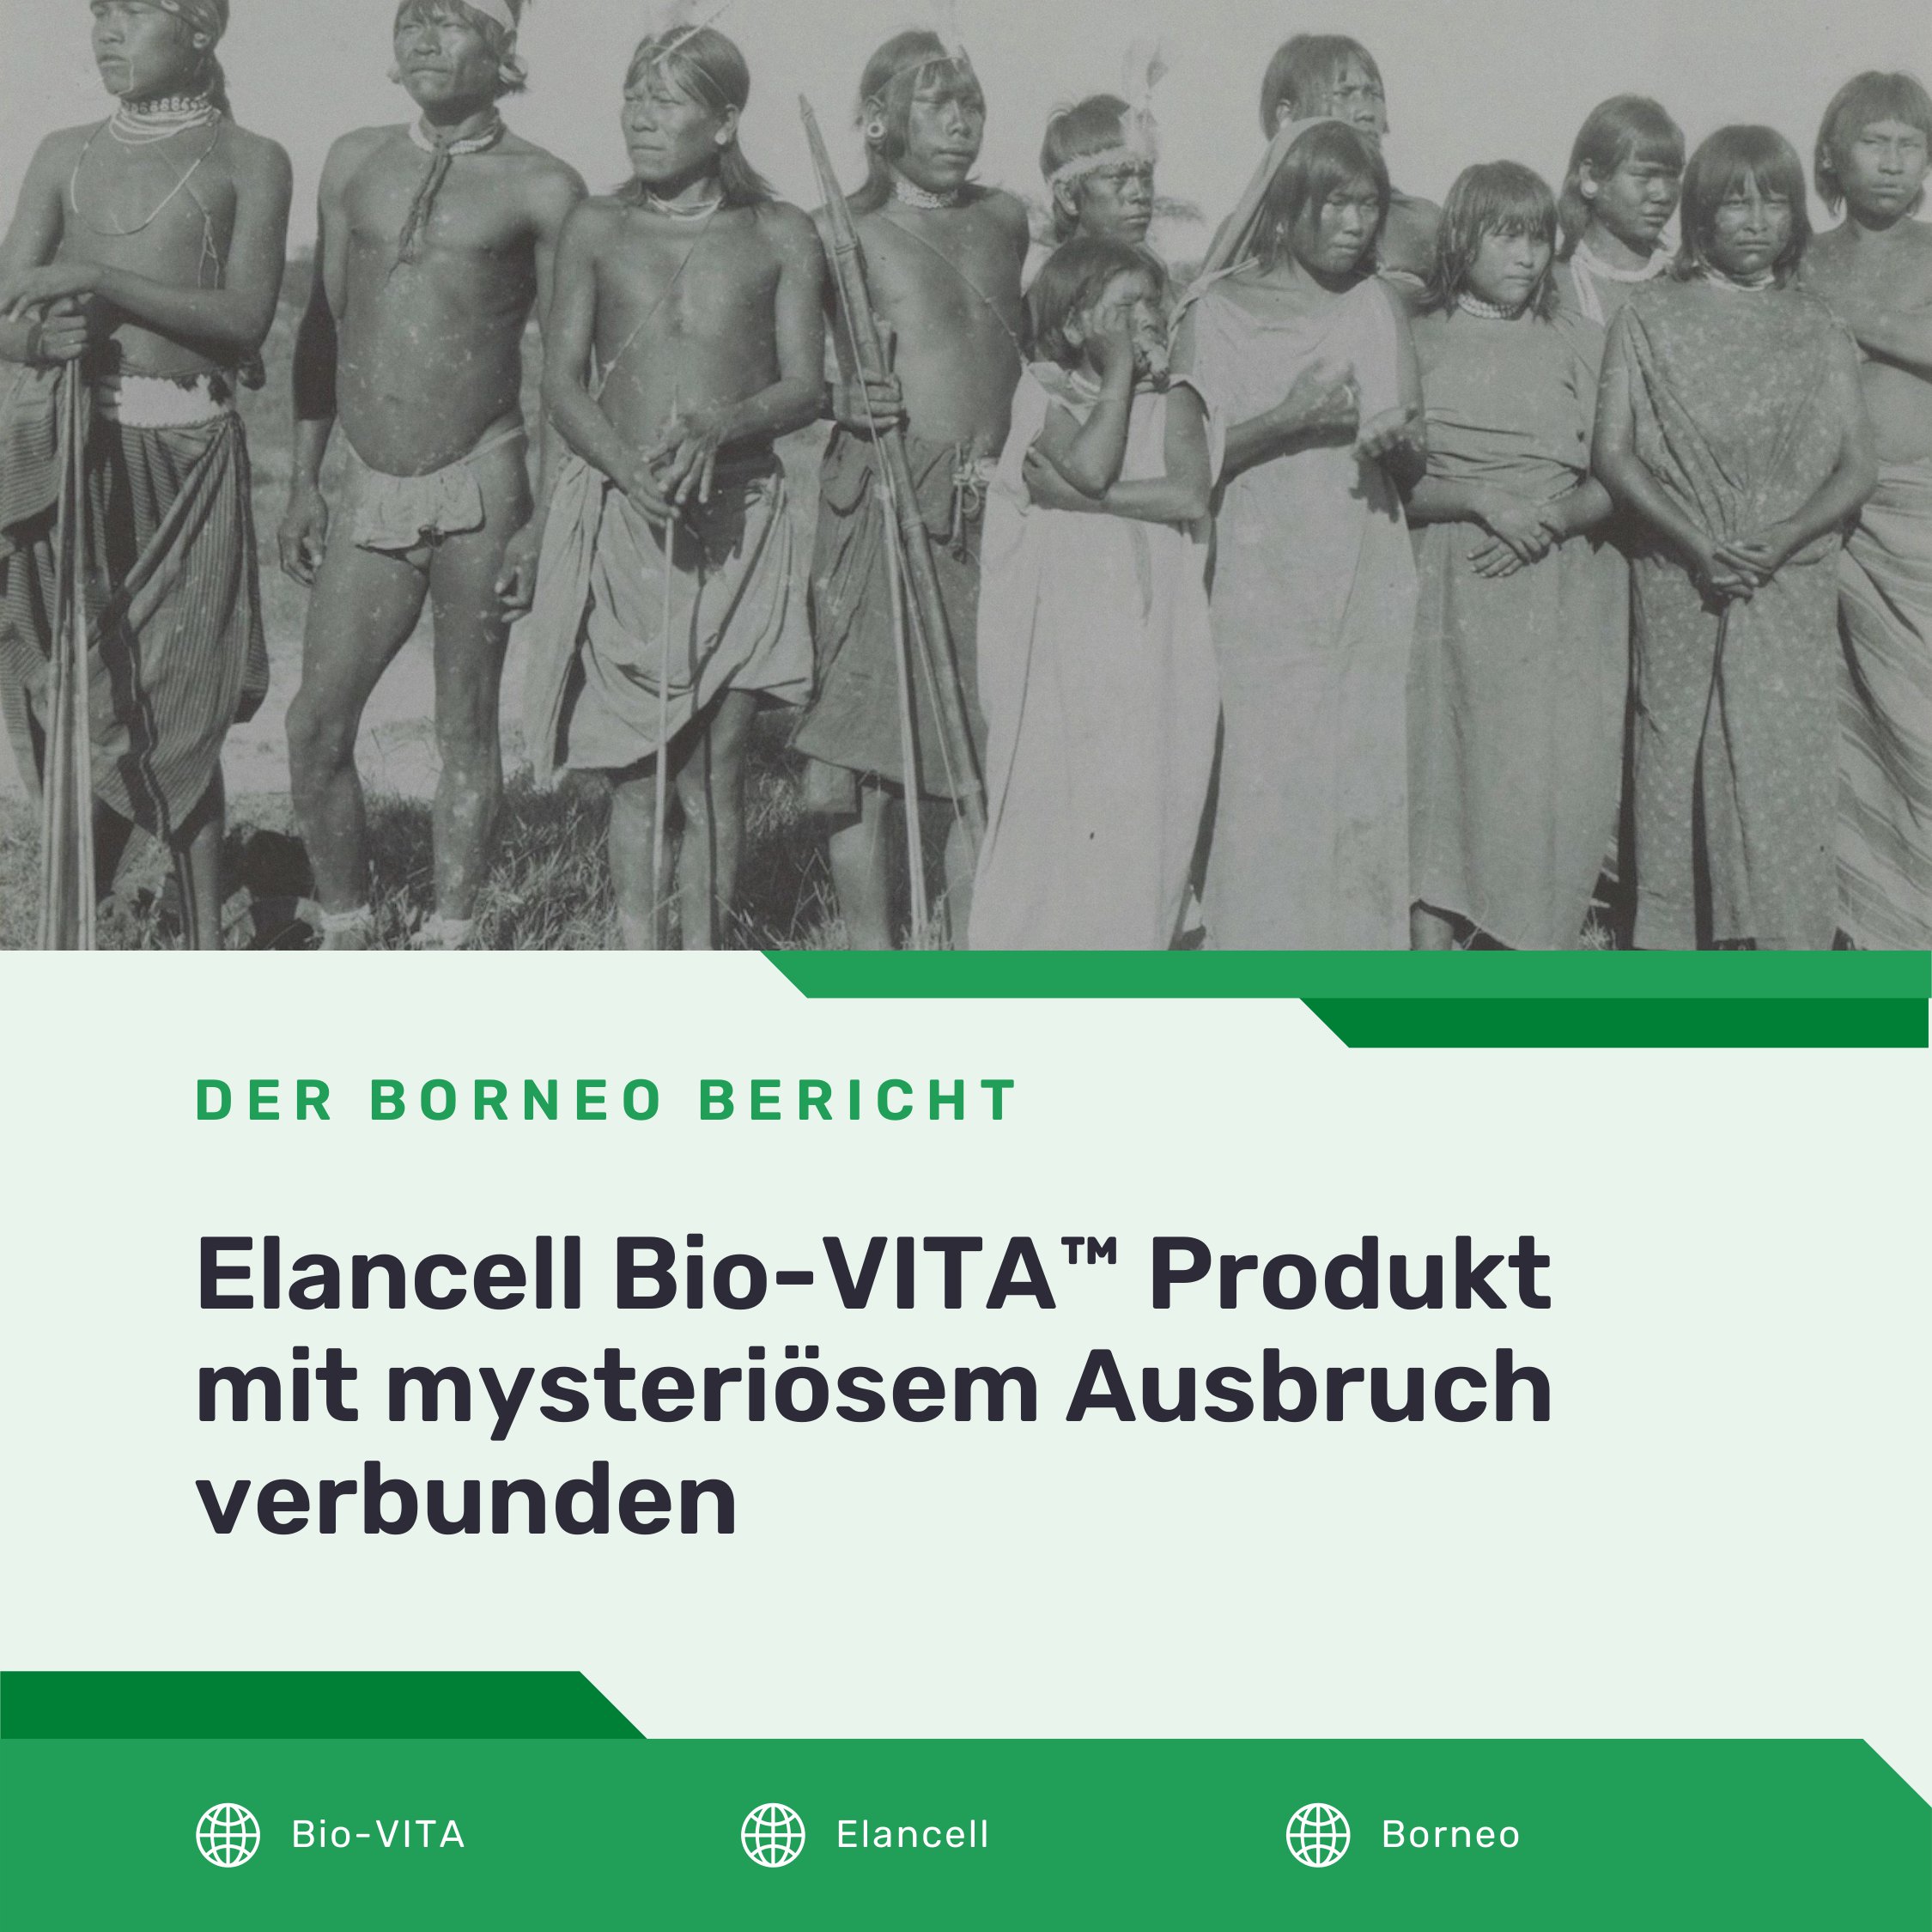 DER BORNEO BERICHT
Elancell Bio-VITA™ Produkt
mit mysteriösem Ausbruch
verbunden
Bio-VITA
Elancell
Borneo